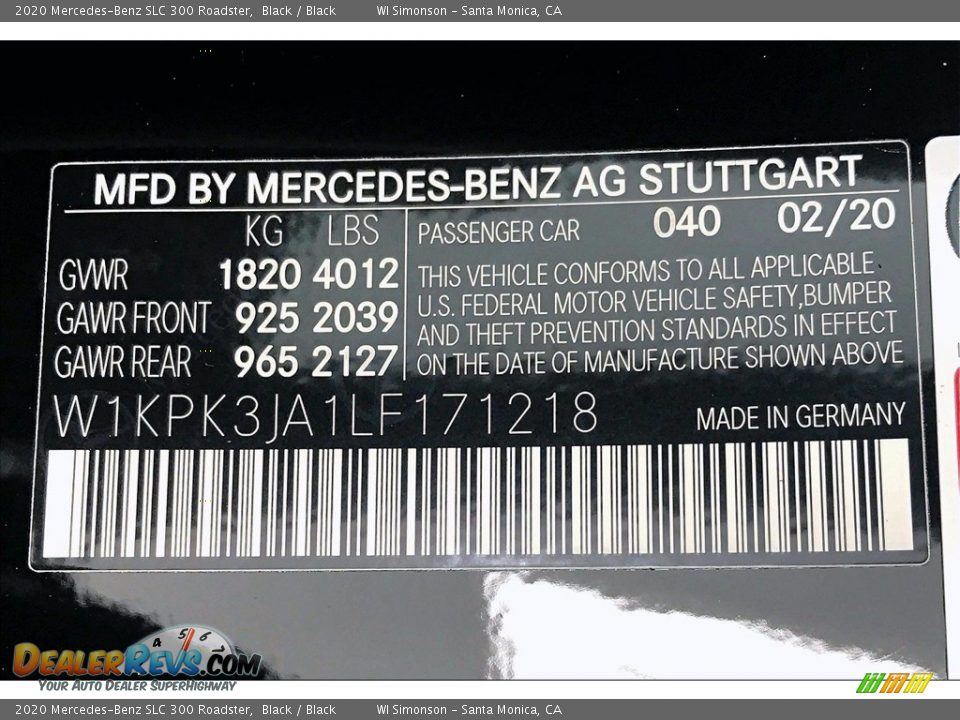 2020 Mercedes-Benz SLC 300 Roadster, Black / Black WI Simonson - Santa Monica, CA
MFD BY MERCEDES-BENZ AG STUTTGART
KG LBS
GVWR 1820 4012
GAWR FRONT 925 2039
GAWR REAR 965 2127
PASSENGER CAR 040 02/20
THIS VEHICLE CONFORMS TO ALL APPLICABLE
U.S. FEDERAL MOTOR VEHICLE SAFETY,BUMPER
AND THEFT PREVENTION STANDARDS IN EFFECT
ON THE DATE OF MANUFACTURE SHOWN ABOVE
W1KPK3JA1LF171218 MADE IN GERMANY
4 5 6
DEALERREVS.COM
YOUR AUTO DEALER SUPERHIGHWAY
2020 Mercedes-Benz SLC 300 Roadster, Black / Black WI Simonson - Santa Monica, CA